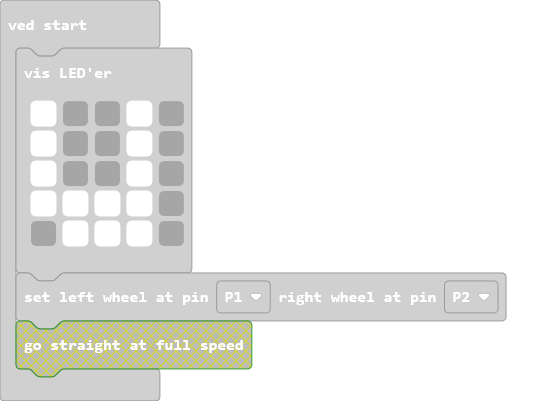 ved start
vis LED'er
set left wheel at pin P1 right wheel at pin P2
go straight at full speed